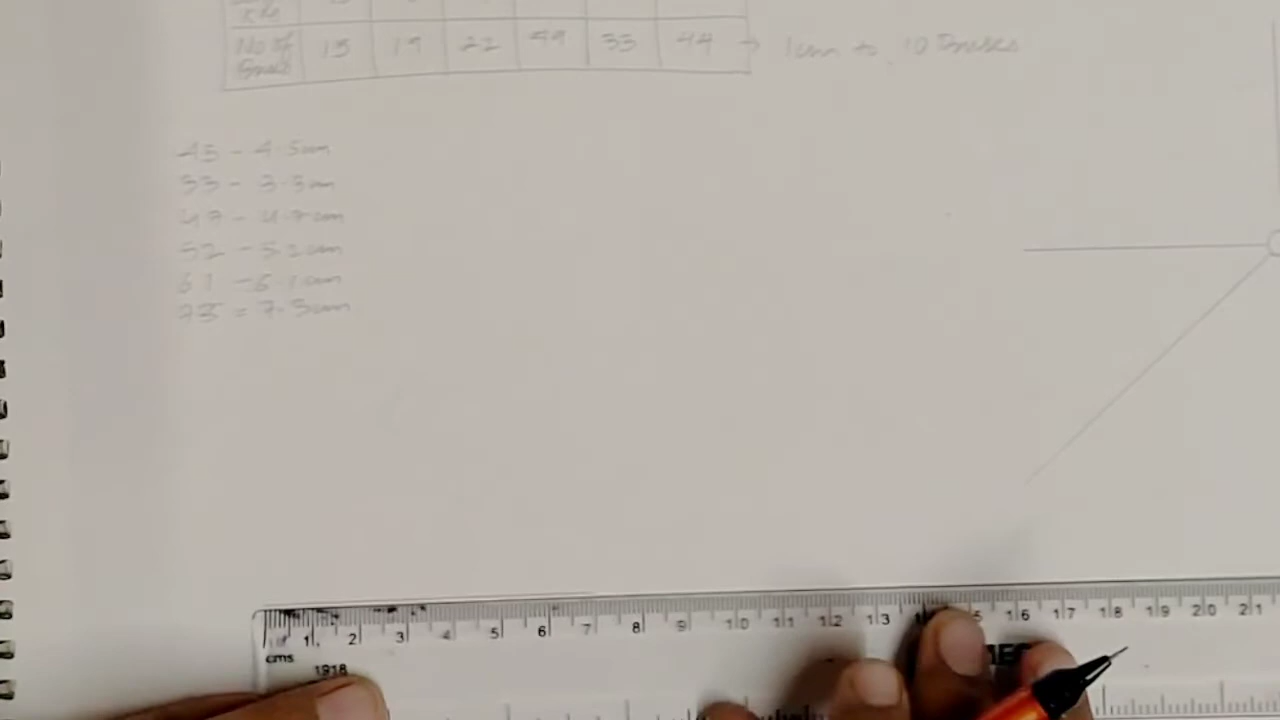 No of 15 19 22 49 33 44 → 1cm to 10 Trees
45 - 4.5cm
33 - 3.3cm
47 - 4.7cm
52 - 5.2cm
61 - 6.1cm
73 = 7.3cm
1 2 3 4 5 6 7 8 9 10 11 12 13 16 17 18 19 20 21
cms
1918